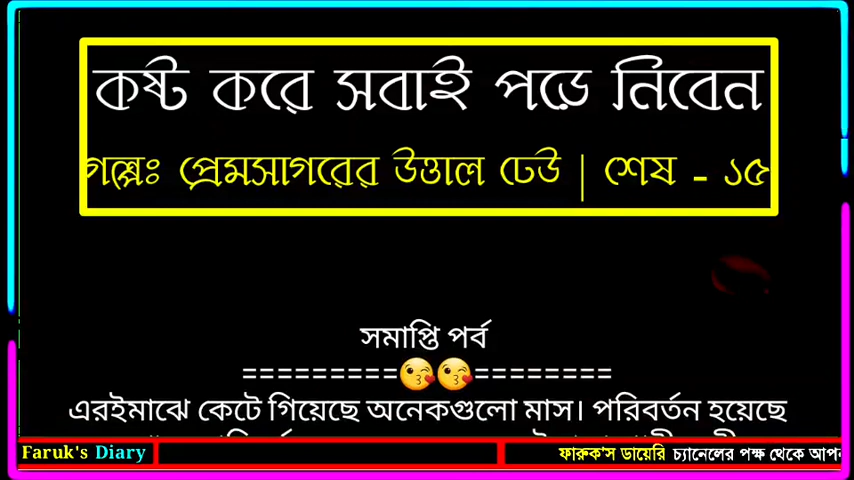 কষ্ট করে সবাই পড়ে নিবেন
গল্পেঃ প্রেমসাগরের উত্তাল ঢেউ | শেষ - ১৫
সমাপ্তি পর্ব
=========😘😘========
এরইমাঝে কেটে গিয়েছে অনেকগুলো মাস। পরিবর্তন হয়েছে
Faruk's Diary
ফারুক'স ডায়েরি চ্যানেলের পক্ষ থেকে